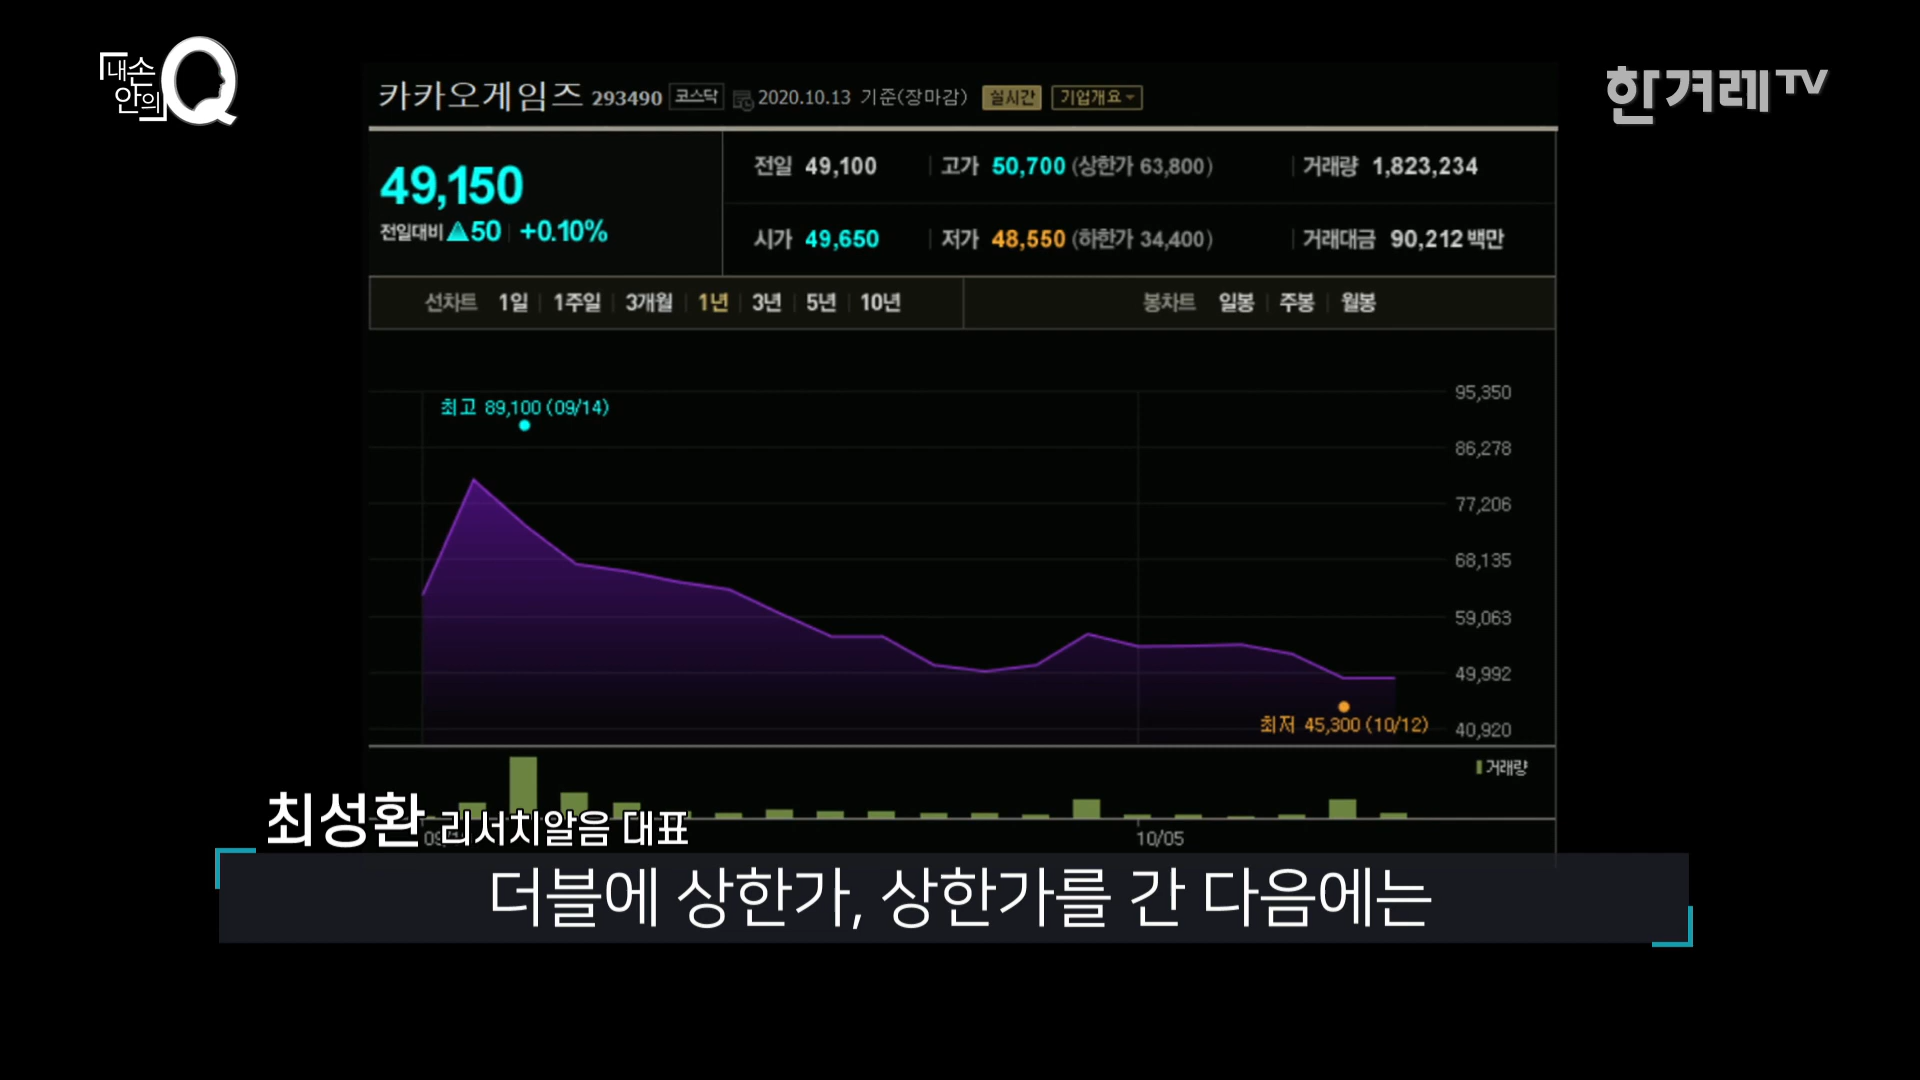 내손
안의Q
한겨레TV
카카오게임즈 293490 코스닥 2020.10.13 기준(장마감) 실시간 기업개요
49,150
전일대비 ▲50 +0.10%
전일 49,100 고가 50,700 (상한가 63,800) 거래량 1,823,234
시가 49,650 저가 48,550 (하한가 34,400) 거래대금 90,212 백만
선차트 1일 1주일 3개월 1년 3년 5년 10년 봉차트 일봉 주봉 월봉
최고 89,100 (09/14)
95,350
86,278
77,206
68,135
59,063
49,992
40,920
최저 45,300 (10/12)
거래량
10/05
최성환 리서치알음 대표
더블에 상한가, 상한가를 간 다음에는